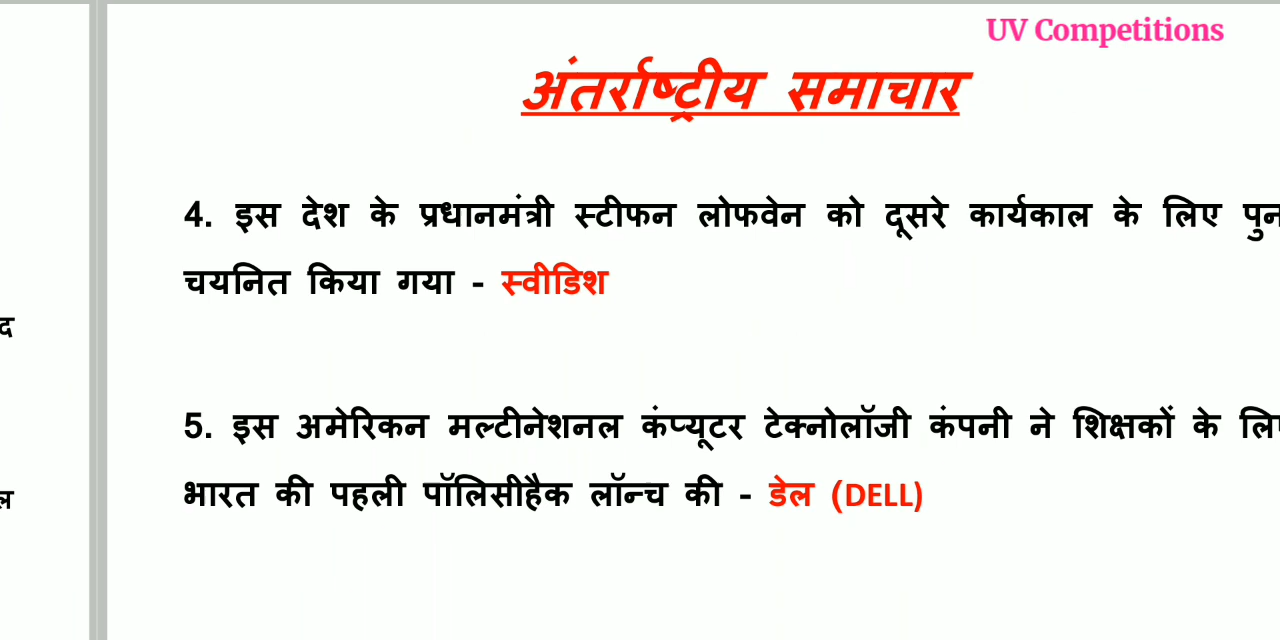 UV Competitions
अंतर्राष्ट्रीय समाचार
4. इस देश के प्रधानमंत्री स्टीफन लोफवेन को दूसरे कार्यकाल के लिए
चयनित किया गया - स्वीडिश
5. इस अमेरिकन मल्टीनेशनल कंप्यूटर टेक्नोलॉजी कंपनी ने शिक्षकों के
भारत की पहली पॉलिसीहैक लॉन्च की - डेल (DELL)